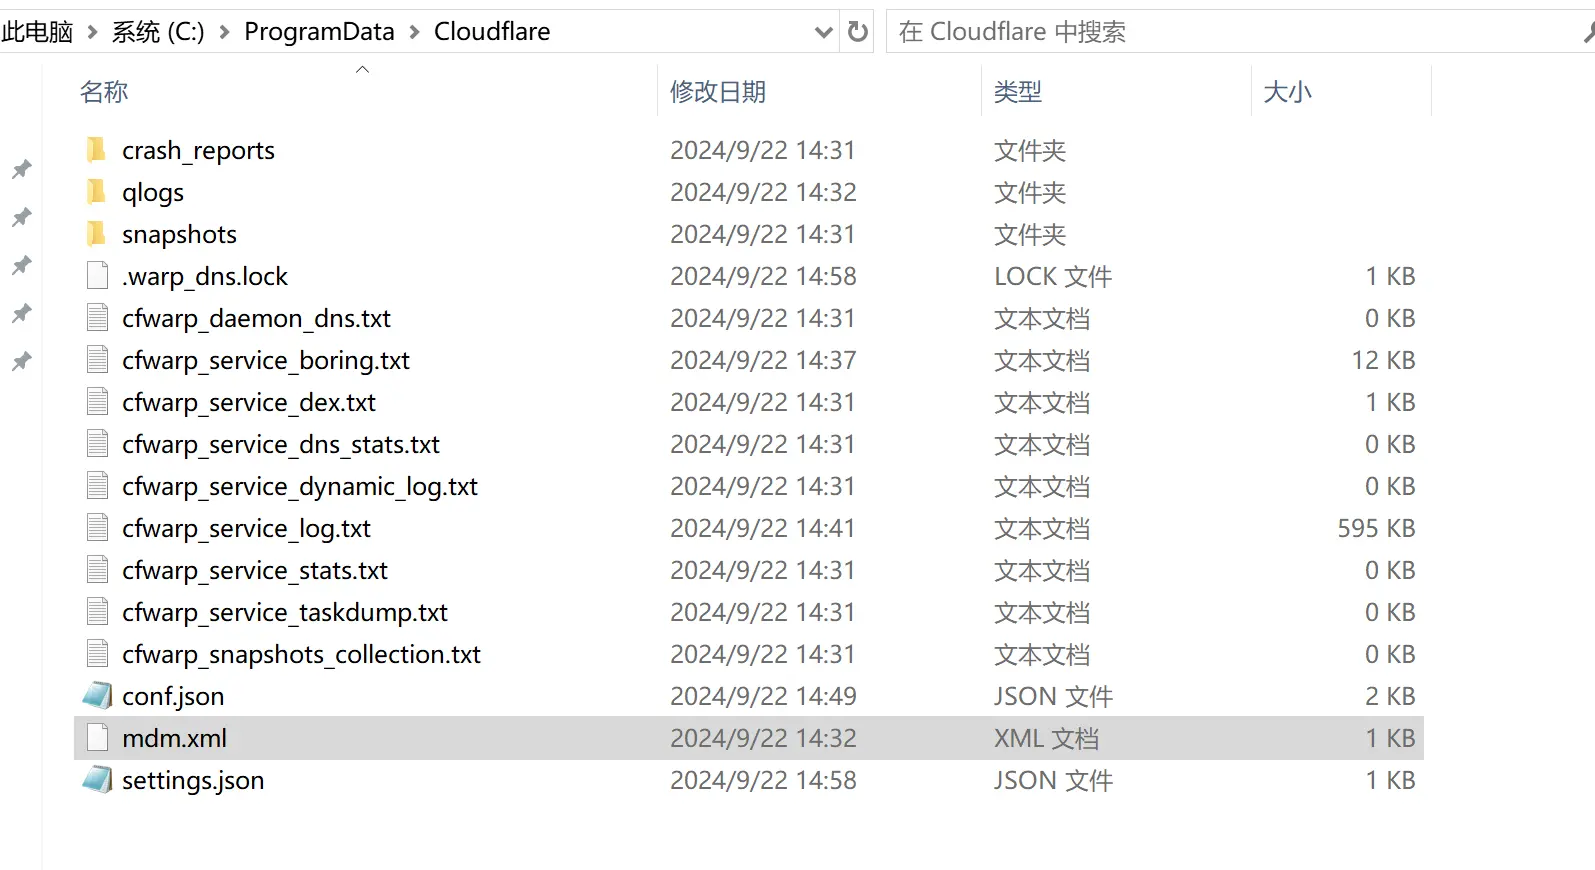 此电脑 > 系统 (C:) > ProgramData > Cloudflare
在 Cloudflare 中搜索
名称 修改日期 类型 大小
crash_reports 2024/9/22 14:31 文件夹
qlogs 2024/9/22 14:32 文件夹
snapshots 2024/9/22 14:31 文件夹
.warp_dns.lock 2024/9/22 14:58 LOCK 文件 1 KB
cfwarp_daemon_dns.txt 2024/9/22 14:31 文本文档 0 KB
cfwarp_service_boring.txt 2024/9/22 14:37 文本文档 12 KB
cfwarp_service_dex.txt 2024/9/22 14:31 文本文档 1 KB
cfwarp_service_dns_stats.txt 2024/9/22 14:31 文本文档 0 KB
cfwarp_service_dynamic_log.txt 2024/9/22 14:31 文本文档 0 KB
cfwarp_service_log.txt 2024/9/22 14:41 文本文档 595 KB
cfwarp_service_stats.txt 2024/9/22 14:31 文本文档 0 KB
cfwarp_service_taskdump.txt 2024/9/22 14:31 文本文档 0 KB
cfwarp_snapshots_collection.txt 2024/9/22 14:31 文本文档 0 KB
conf.json 2024/9/22 14:49 JSON 文件 2 KB
mdm.xml 2024/9/22 14:32 XML 文档 1 KB
settings.json 2024/9/22 14:58 JSON 文件 1 KB